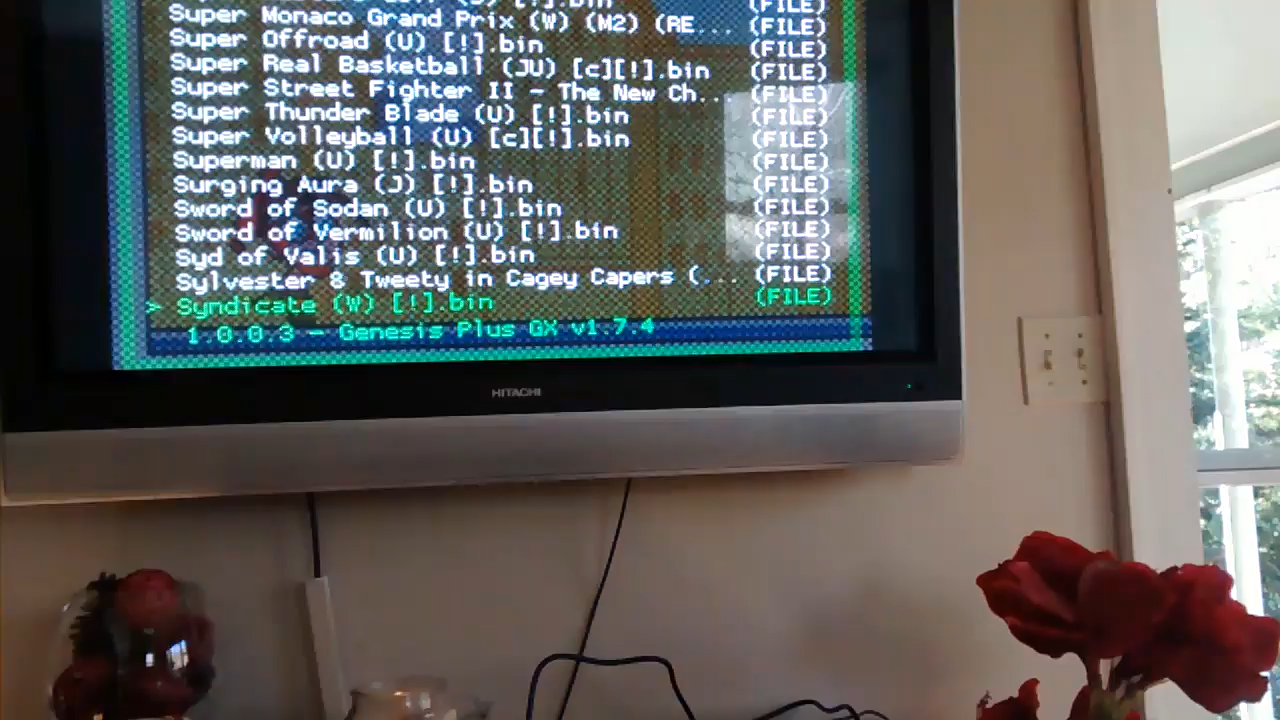 Super Monaco Grand Prix (W) (M2) (RE... (FILE)
Super Offroad (U) [!].bin (FILE)
Super Real Basketball (JU) [c][!].bin (FILE)
Super Street Fighter II - The New Ch... (FILE)
Super Thunder Blade (U) [!].bin (FILE)
Super Volleyball (U) [c][!].bin (FILE)
Superman (U) [!].bin (FILE)
Surging Aura (J) [!].bin (FILE)
Sword of Sodan (U) [!].bin (FILE)
Sword of Vermilion (U) [!].bin (FILE)
Syd of Valis (U) [!].bin (FILE)
Sylvester & Tweety in Cagey Capers (... (FILE)
> Syndicate (W) [!].bin (FILE)
1.0.0.3 - Genesis Plus GX v1.7.4
HITACHI